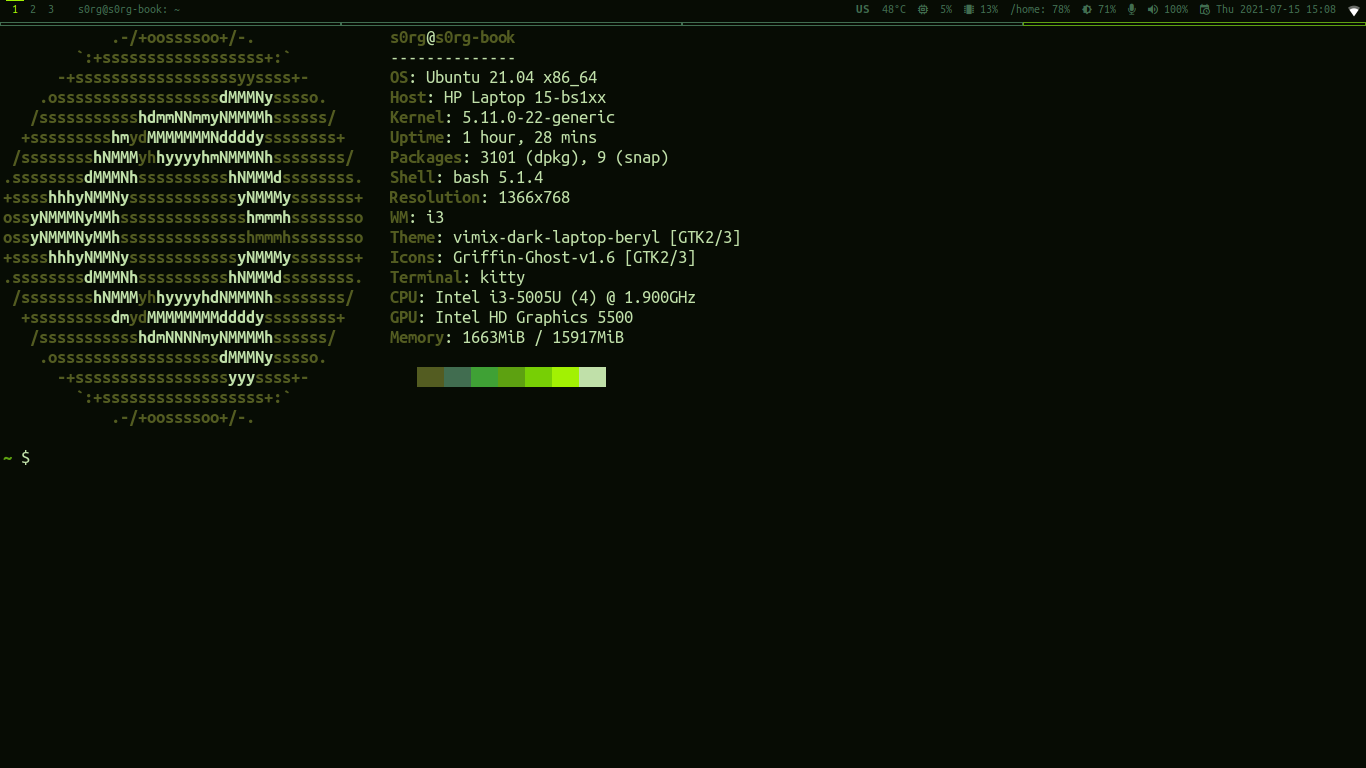 1 2 3 s0rg@s0rg-book: ~ US 48°C 5% 13% /home: 78% 71% 100% Thu 2021-07-15 15:08
.-/+oossssoo+/-. s0rg@s0rg-book
`:+ssssssssssssssssss+:` --------------
-+ssssssssssssssssssyyssss+- OS: Ubuntu 21.04 x86_64
.ossssssssssssssssssdMMMNysssso. Host: HP Laptop 15-bs1xx
/ssssssssssshdmmNNmmyNMMMMhssssss/ Kernel: 5.11.0-22-generic
+ssssssssshmydMMMMMMMNddddyssssssss+ Uptime: 1 hour, 28 mins
/sssssssshNMMMyhhyyyyhmNMMMNhssssssss/ Packages: 3101 (dpkg), 9 (snap)
.ssssssssdMMMNhsssssssssshNMMMdssssssss. Shell: bash 5.1.4
+sssshhhyNMMNyssssssssssssyNMMMysssssss+ Resolution: 1366x768
ossyNMMMNyMMhsssssssssssssshmmmhssssssso WM: i3
ossyNMMMNyMMhsssssssssssssshmmmhssssssso Theme: vimix-dark-laptop-beryl [GTK2/3]
+sssshhhyNMMNyssssssssssssyNMMMysssssss+ Icons: Griffin-Ghost-v1.6 [GTK2/3]
.ssssssssdMMMNhsssssssssshNMMMdssssssss. Terminal: kitty
/sssssssshNMMMyhhyyyyhdNMMMNhssssssss/ CPU: Intel i3-5005U (4) @ 1.900GHz
+sssssssssdmydMMMMMMMMddddyssssssss+ GPU: Intel HD Graphics 5500
/ssssssssssshdmNNNNmyNMMMMhssssss/ Memory: 1663MiB / 15917MiB
.ossssssssssssssssssdMMMNysssso.
-+sssssssssssssssssyyyssss+-
`:+ssssssssssssssssss+:`
.-/+oossssoo+/-.
~ $